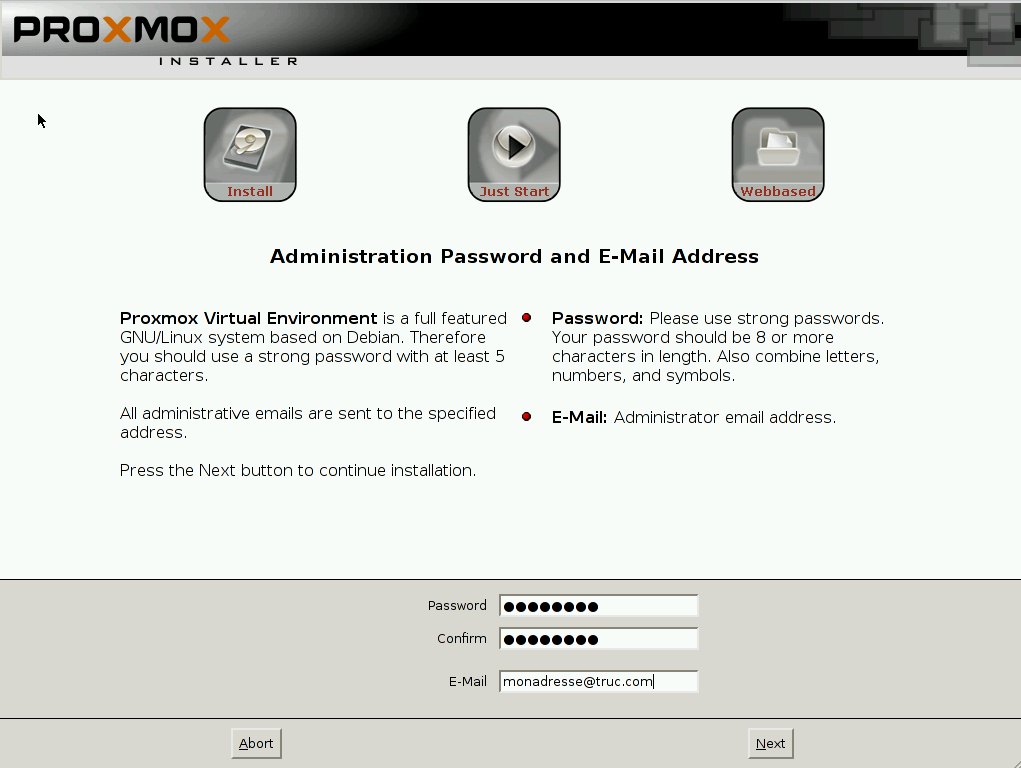 PROXMOX
INSTALLER
Install
Just Start
Webbased
Administration Password and E-Mail Address
Proxmox Virtual Environment is a full featured
GNU/Linux system based on Debian. Therefore
you should use a strong password with at least 5
characters.
All administrative emails are sent to the specified
address.
Press the Next button to continue installation.
Password: Please use strong passwords.
Your password should be 8 or more
characters in length. Also combine letters,
numbers, and symbols.
E-Mail: Administrator email address.
Password ●●●●●●●●
Confirm ●●●●●●●●
E-Mail monadresse@truc.com
Abort
Next